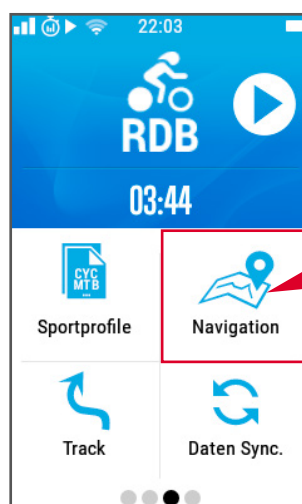 22:03
RDB
03:44
CYC
MTB
Sportprofile
Navigation
Track
Daten Sync.